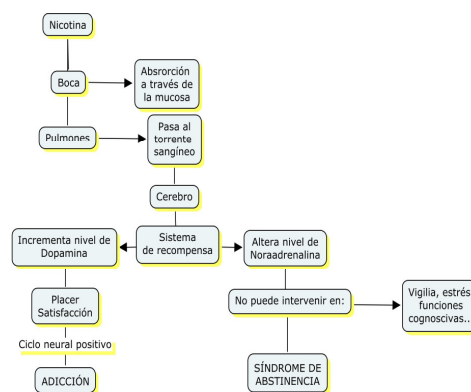 Nicotina
Boca
Absrorción
a través de
la mucosa
Pulmones
Pasa al
torrente
sangíneo
Cerebro
Incrementa nivel de
Dopamina
Sistema
de recompensa
Altera nivel de
Noraadrenalina
Placer
Satisfacción
No puede intervenir en:
Vigilia, estrés
funciones
cognoscivas...
Ciclo neural positivo
ADICCIÓN
SÍNDROME DE
ABSTINENCIA